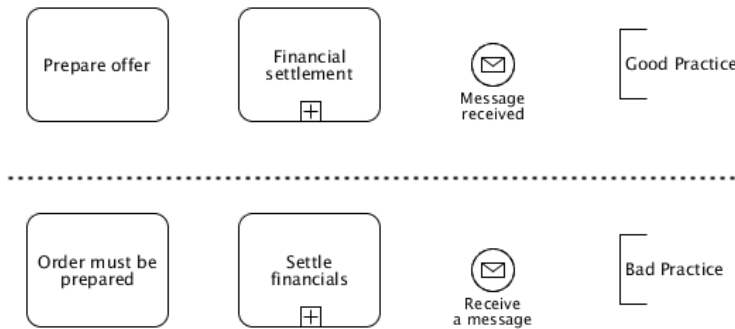 Prepare offer
Financial
settlement
Message
received
Good Practice
Order must be
prepared
Settle
financials
Receive
a message
Bad Practice